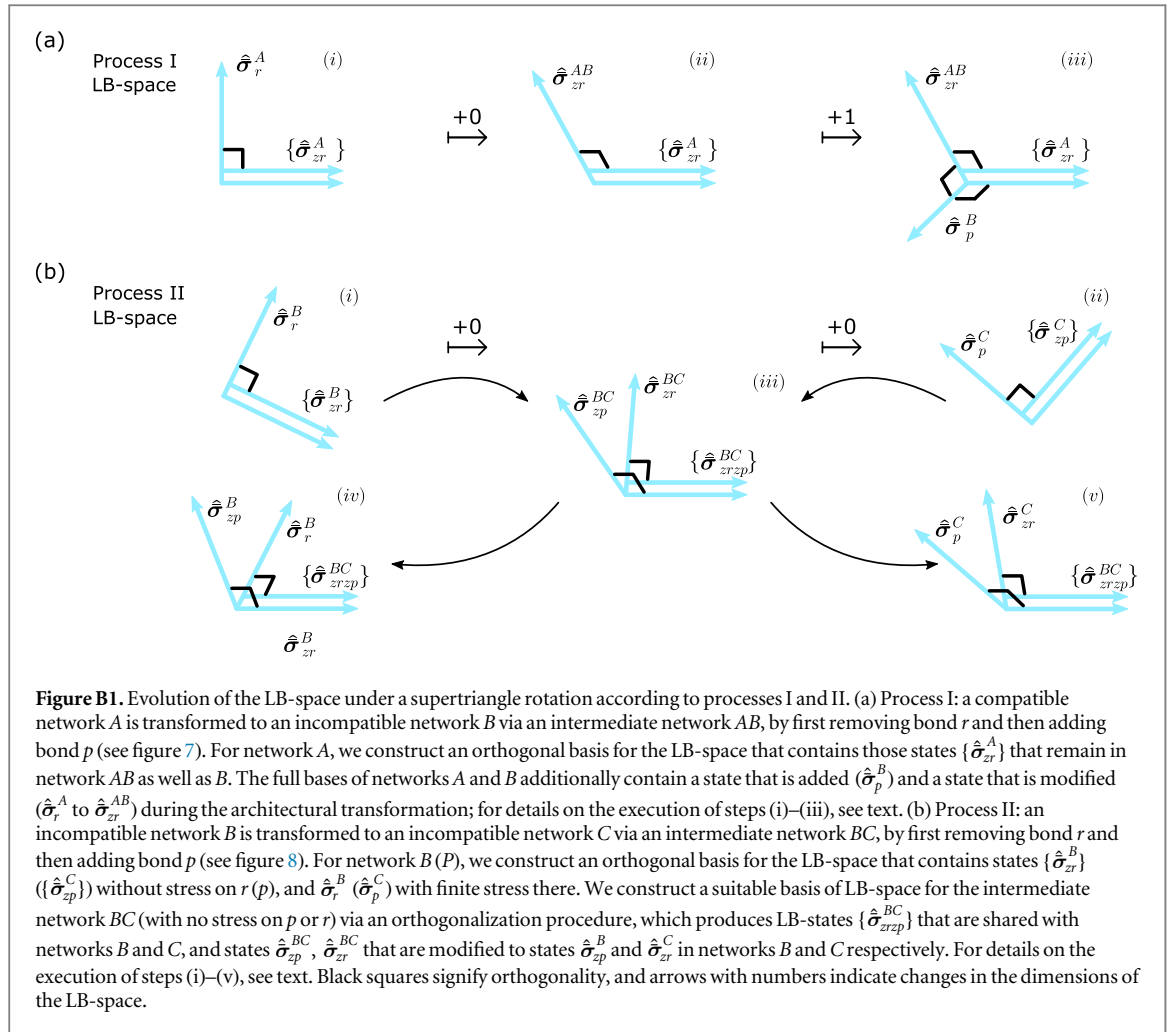 (a)
Process I
LB-space
σ̂_r^A (i)
{σ̂_zr^A}
+0
σ̂_zr^AB (ii)
{σ̂_zr^A}
+1
σ̂_zr^AB (iii)
{σ̂_zr^A}
σ̂_p^B
(b)
Process II
LB-space
σ̂_r^B (i)
{σ̂_zr^B}
+0
+0
σ̂_p^C {σ̂_zp^C} (ii)
σ̂_zp^BC σ̂_zr^BC (iii)
{σ̂_zrzp^BC}
σ̂_zp^B σ̂_r^B (iv)
{σ̂_zrzp^BC}
σ̂_zr^B
σ̂_p^C σ̂_zr^C (v)
{σ̂_zrzp^BC}
Figure B1. Evolution of the LB-space under a supertriangle rotation according to processes I and II. (a) Process I: a compatible
network A is transformed to an incompatible network B via an intermediate network AB, by first removing bond r and then adding
bond p (see figure 7). For network A, we construct an orthogonal basis for the LB-space that contains those states {σ̂_zr^A} that remain in
network AB as well as B. The full bases of networks A and B additionally contain a state that is added (σ̂_p^B) and a state that is modified
(σ̂_r^A to σ̂_zr^AB) during the architectural transformation; for details on the execution of steps (i)–(iii), see text. (b) Process II: an
incompatible network B is transformed to an incompatible network C via an intermediate network BC, by first removing bond r and
then adding bond p (see figure 8). For network B (P), we construct an orthogonal basis for the LB-space that contains states {σ̂_zr^B}
({σ̂_zp^C}) without stress on r (p), and σ̂_r^B (σ̂_p^C) with finite stress there. We construct a suitable basis of LB-space for the intermediate
network BC (with no stress on p or r) via an orthogonalization procedure, which produces LB-states {σ̂_zrzp^BC} that are shared with
networks B and C, and states σ̂_zp^BC, σ̂_zr^BC that are modified to states σ̂_zp^B and σ̂_zr^C in networks B and C respectively. For details on the
execution of steps (i)–(v), see text. Black squares signify orthogonality, and arrows with numbers indicate changes in the dimensions of
the LB-space.